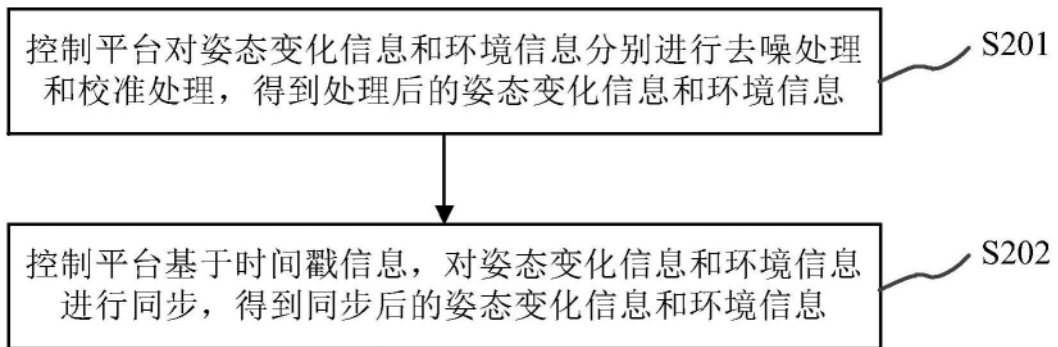 控制平台对姿态变化信息和环境信息分别进行去噪处理
和校准处理，得到处理后的姿态变化信息和环境信息
S201
控制平台基于时间戳信息，对姿态变化信息和环境信息
进行同步，得到同步后的姿态变化信息和环境信息
S202